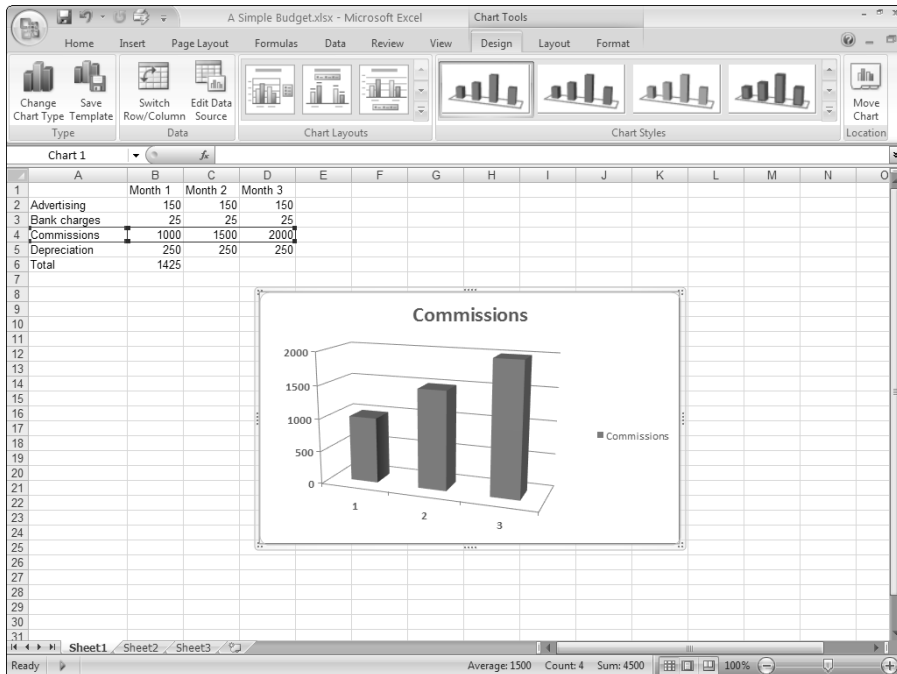 A Simple Budget.xlsx - Microsoft Excel Chart Tools
Home Insert Page Layout Formulas Data Review View Design Layout Format
Change Chart Type
Save Template
Switch Row/Column
Edit Data Source
Move Chart
Type Data Chart Layouts Chart Styles Location
Chart 1 fx
A B C D E F G H I J K L M N O
1 Month 1 Month 2 Month 3
2 Advertising 150 150 150
3 Bank charges 25 25 25
4 Commissions 1000 1500 2000
5 Depreciation 250 250 250
6 Total 1425
7
8
9
10
11
12
13
14
15
16
17
18
19
20
21
22
23
24
25
26
27
28
29
30
31
Commissions
2000
1500
1000
500
0
1
2
3
Commissions
Sheet1 Sheet2 Sheet3
Ready Average: 1500 Count: 4 Sum: 4500 100%